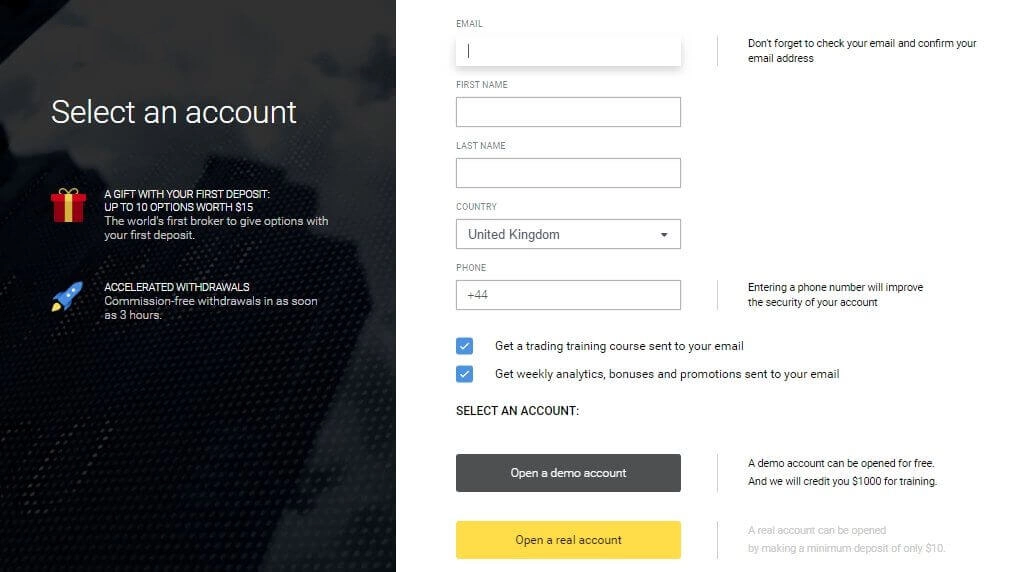 Select an account
A GIFT WITH YOUR FIRST DEPOSIT:
UP TO 10 OPTIONS WORTH $15
The world's first broker to give options with
your first deposit.
ACCELERATED WITHDRAWALS
Commission-free withdrawals in as soon
as 3 hours.
EMAIL
Don't forget to check your email and confirm your
email address
FIRST NAME
LAST NAME
COUNTRY
United Kingdom
PHONE
+44
Entering a phone number will improve
the security of your account
Get a trading training course sent to your email
Get weekly analytics, bonuses and promotions sent to your email
SELECT AN ACCOUNT:
Open a demo account
A demo account can be opened for free.
And we will credit you $1000 for training.
Open a real account
A real account can be opened
by making a minimum deposit of only $10.